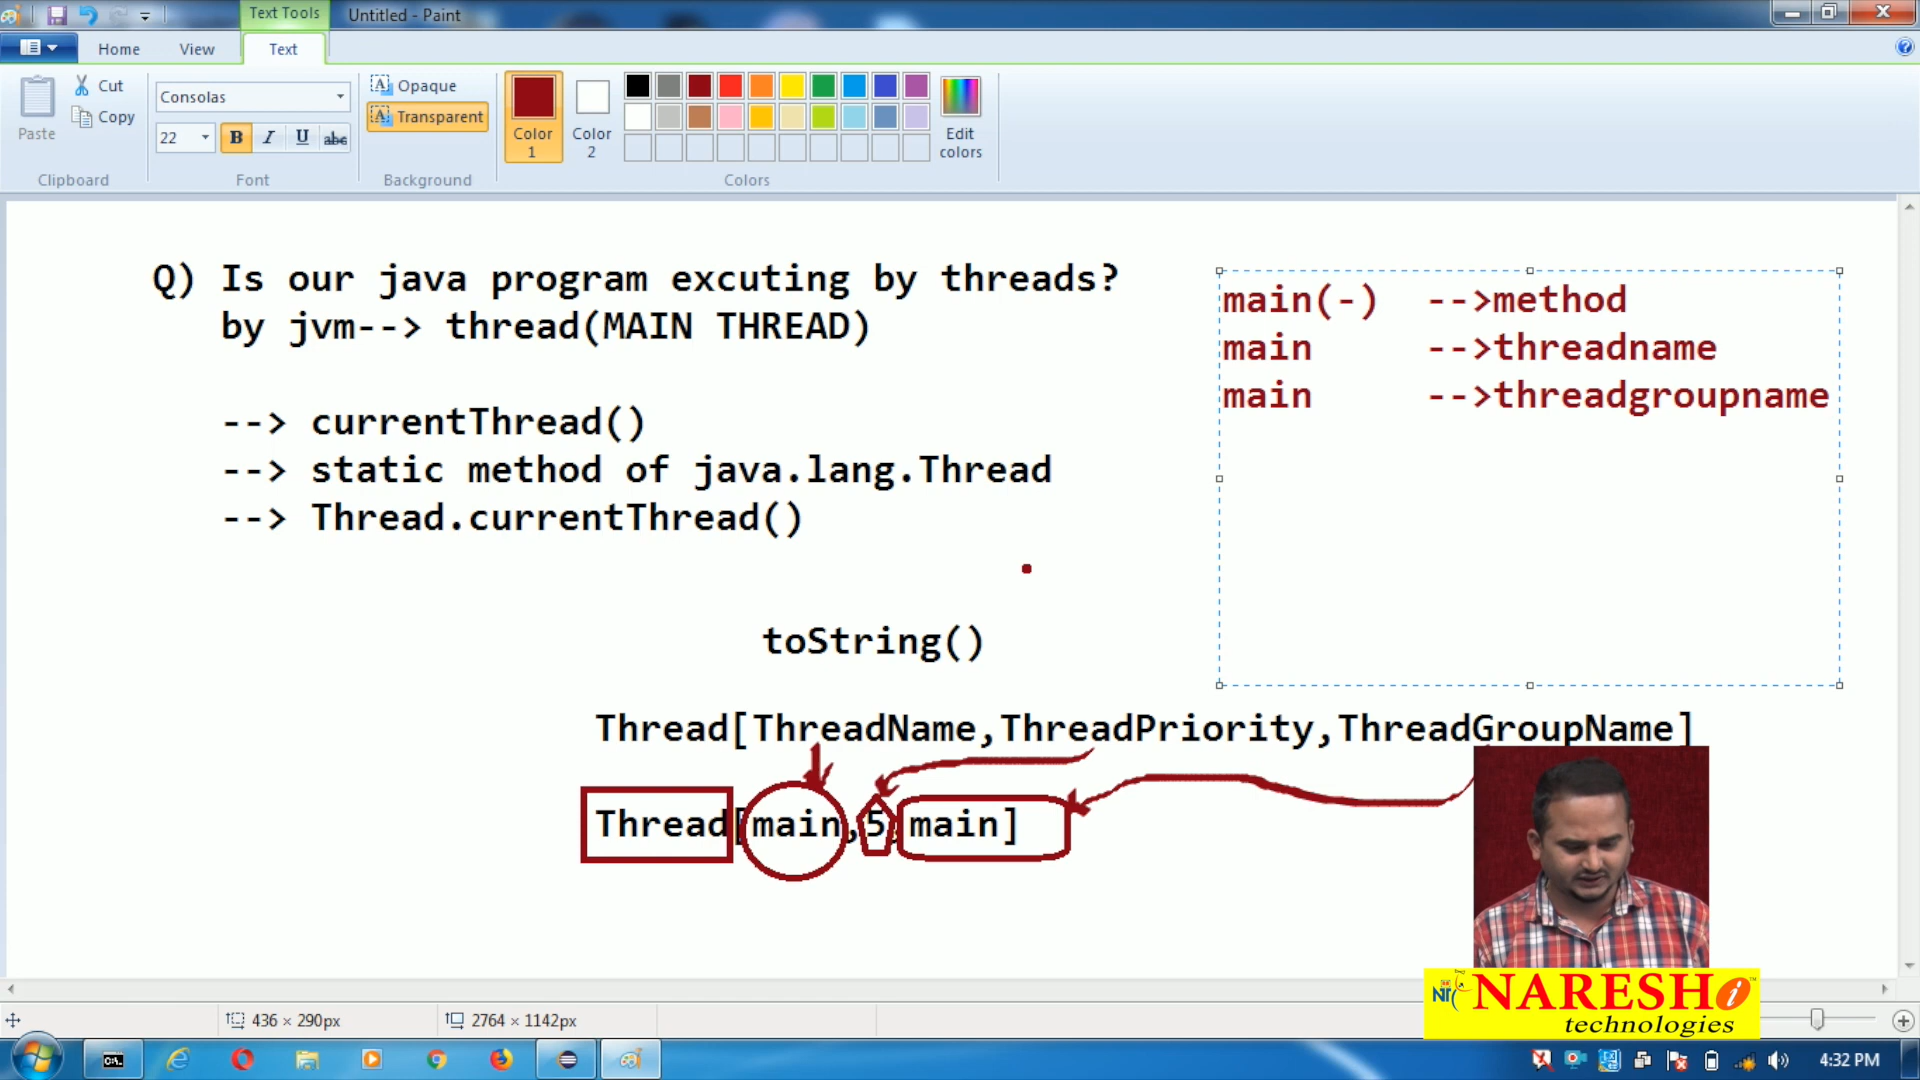 Text Tools
Untitled - Paint
Home
View
Text
Paste
Cut
Copy
Clipboard
Consolas
22
B
I
U
abc
Font
Opaque
Transparent
Background
Color
1
Color
2
Edit
colors
Colors
Q) Is our java program excuting by threads?
by jvm--> thread(MAIN THREAD)
--> currentThread()
--> static method of java.lang.Thread
--> Thread.currentThread()
main(-) -->method
main -->threadname
main -->threadgroupname
toString()
Thread[ThreadName,ThreadPriority,ThreadGroupName]
Thread[main,5,main]
NARESH i
technologies
436 × 290px
2764 × 1142px
4:32 PM